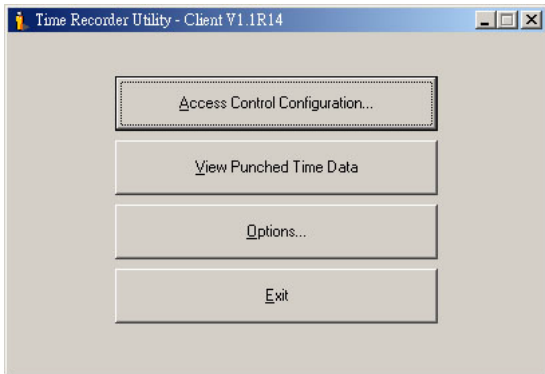 Time Recorder Utility - Client V1.1R14
Access Control Configuration...
View Punched Time Data
Options...
Exit